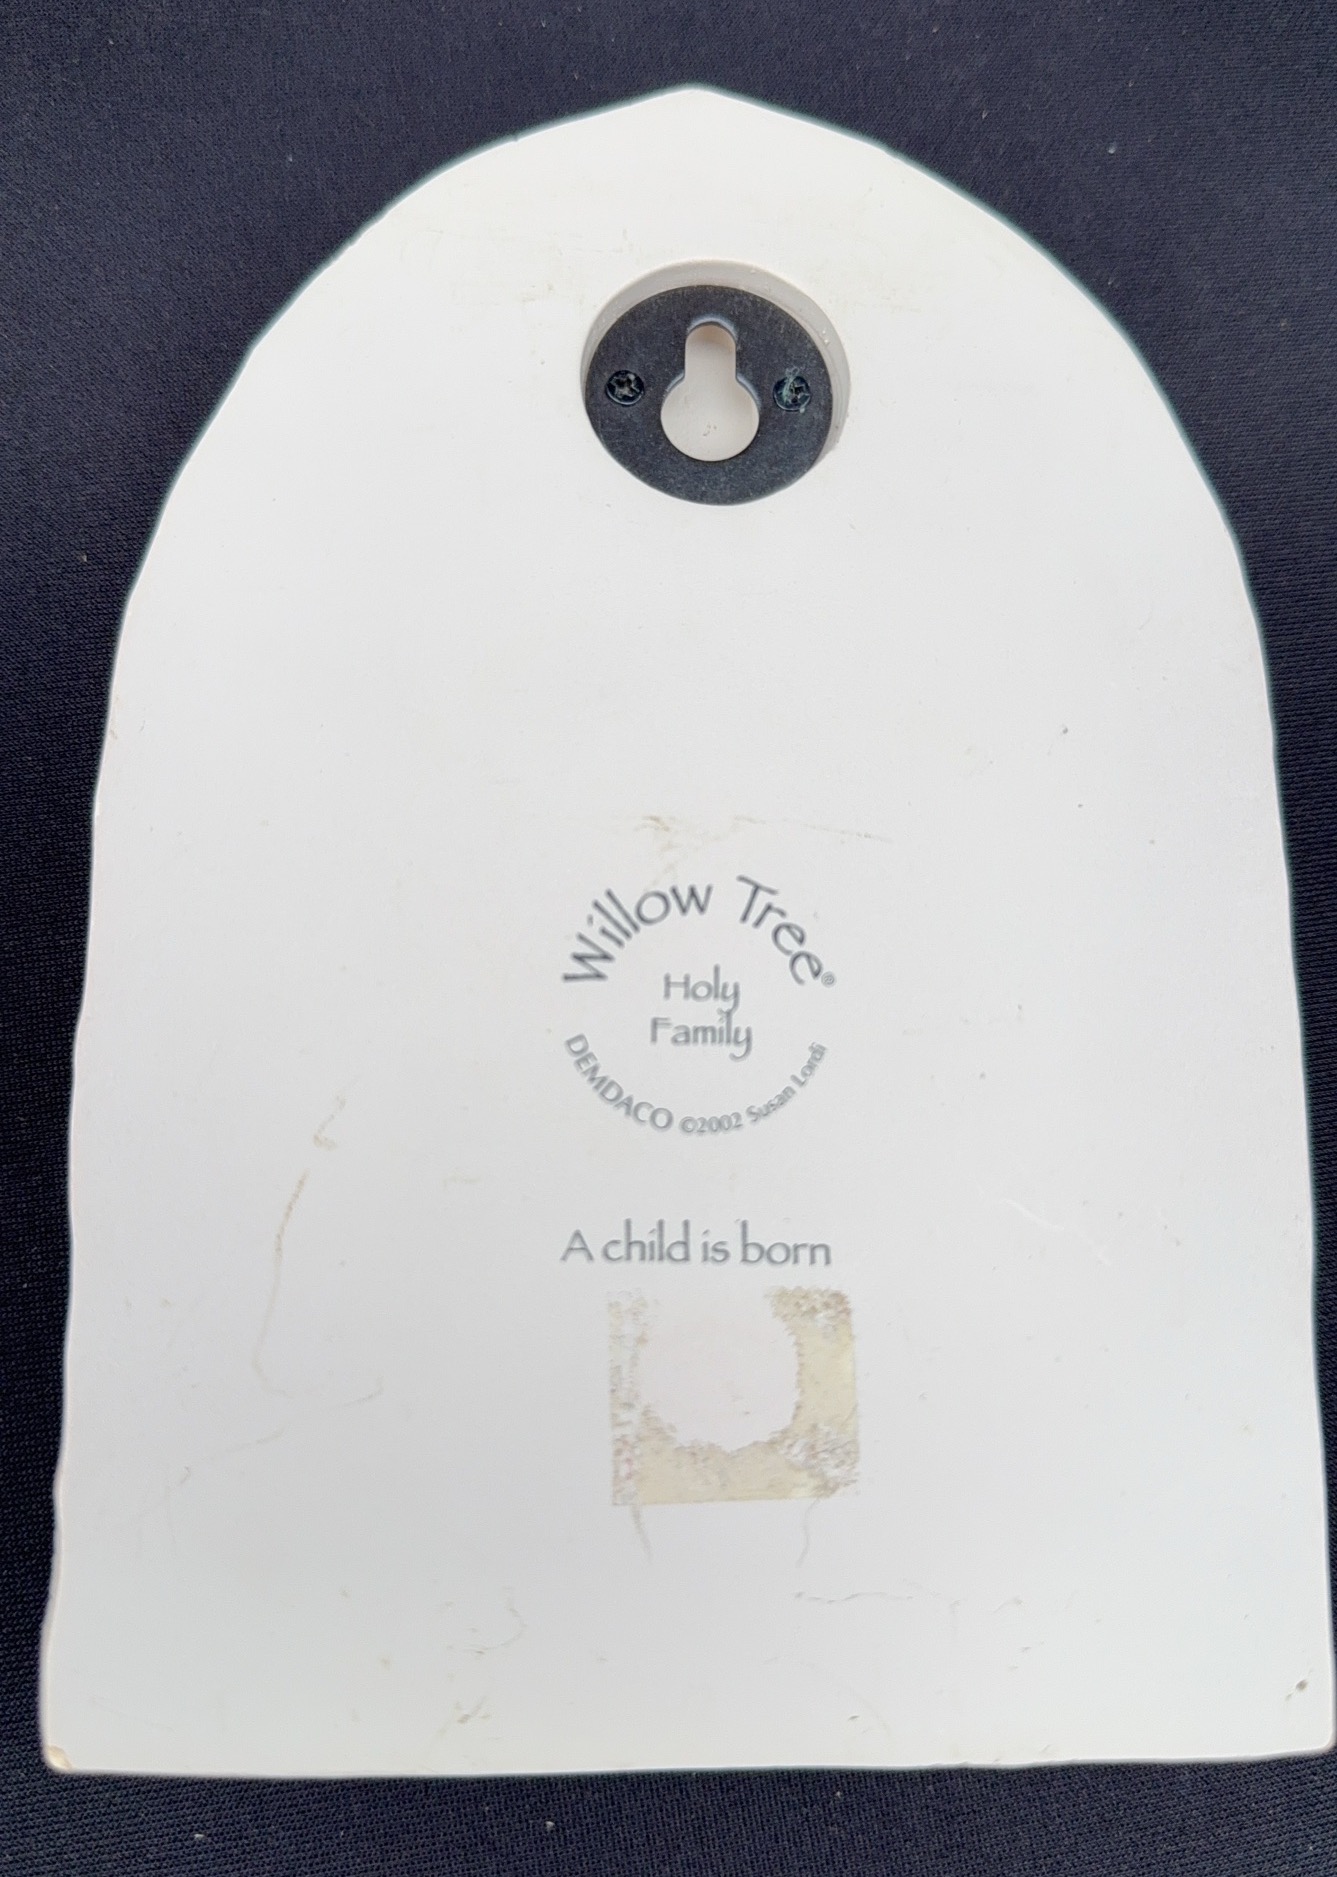 Willow Tree®
Holy
Family
DEMDACO ©2002 Susan Lordi
A child is born